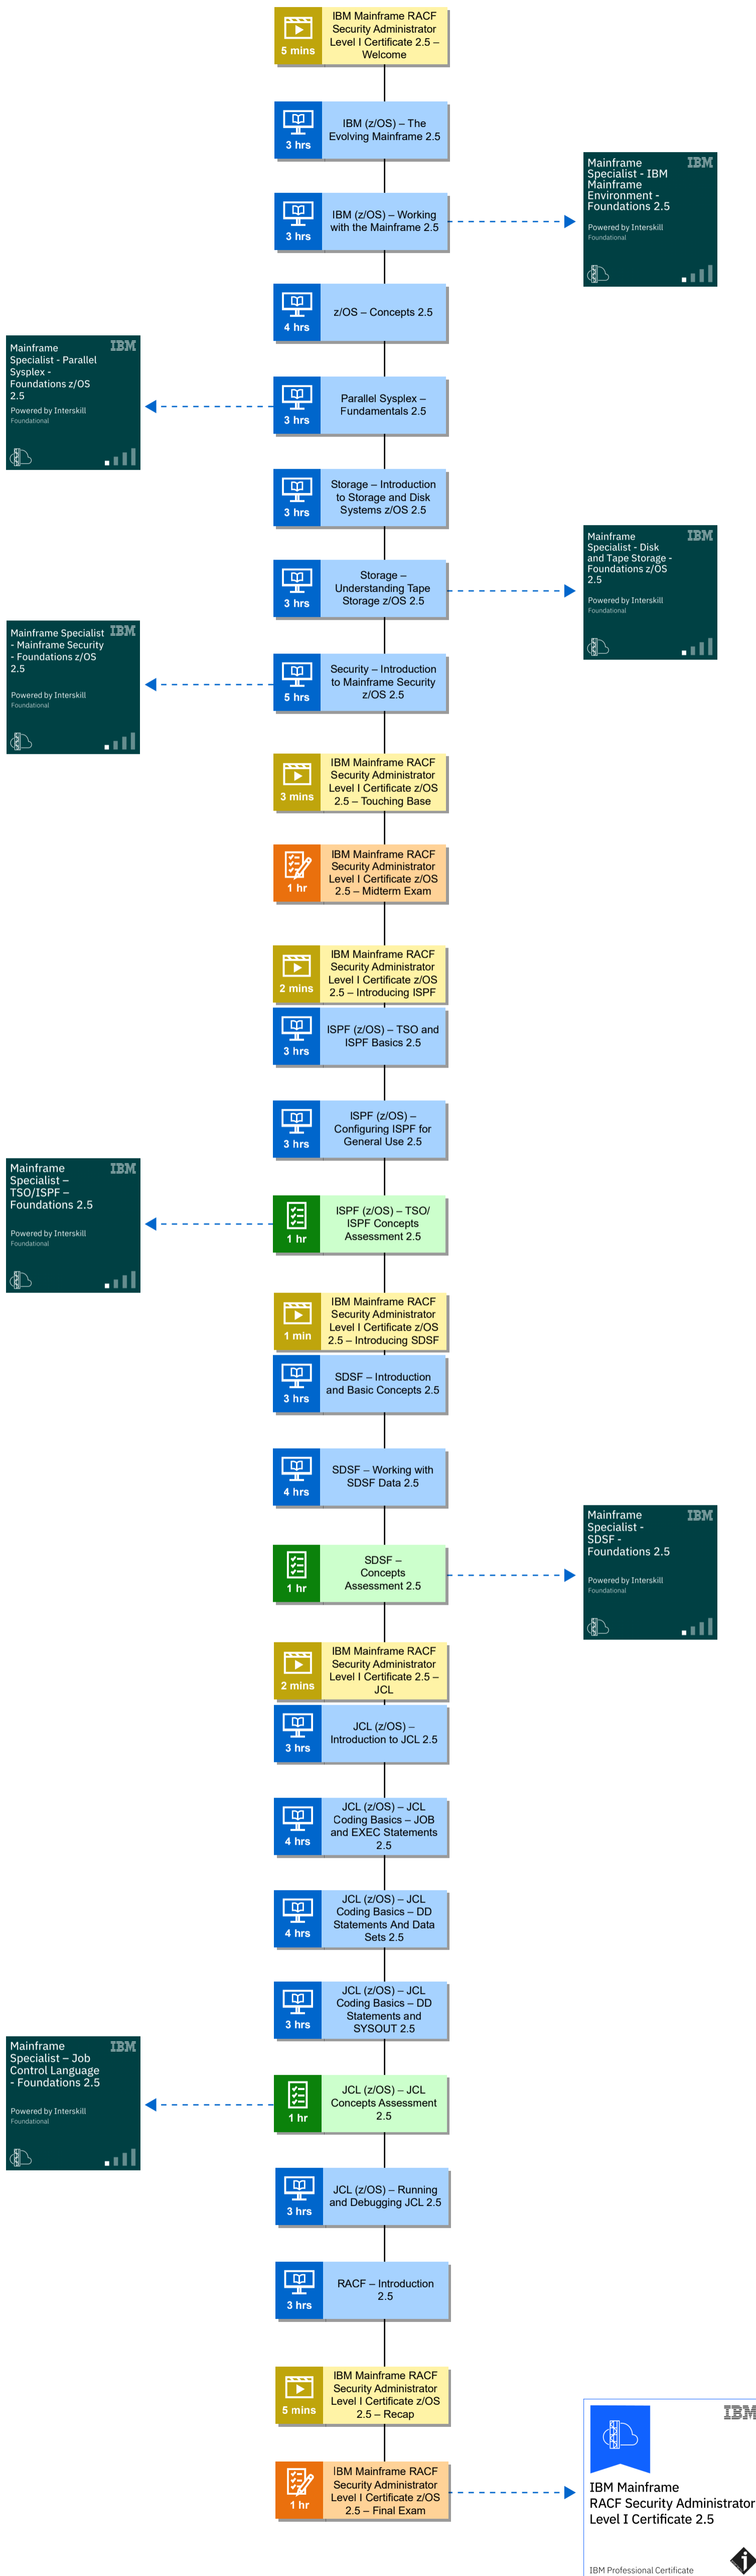 IBM Mainframe RACF
Security Administrator
Level I Certificate 2.5 –
Welcome
5 mins
IBM (z/OS) – The
Evolving Mainframe 2.5
3 hrs
IBM (z/OS) – Working
with the Mainframe 2.5
3 hrs
Mainframe
Specialist - IBM
Mainframe
Environment -
Foundations 2.5
IBM
Powered by Interskill
Foundational
z/OS – Concepts 2.5
4 hrs
Mainframe
Specialist - Parallel
Sysplex -
Foundations z/OS
2.5
IBM
Powered by Interskill
Foundational
Parallel Sysplex –
Fundamentals 2.5
3 hrs
Storage – Introduction
to Storage and Disk
Systems z/OS 2.5
3 hrs
Storage –
Understanding Tape
Storage z/OS 2.5
3 hrs
Mainframe
Specialist - Disk
and Tape Storage -
Foundations z/OS
2.5
IBM
Powered by Interskill
Foundational
Mainframe Specialist
- Mainframe Security
- Foundations z/OS
2.5
IBM
Powered by Interskill
Foundational
Security – Introduction
to Mainframe Security
z/OS 2.5
5 hrs
IBM Mainframe RACF
Security Administrator
Level I Certificate z/OS
2.5 – Touching Base
3 mins
IBM Mainframe RACF
Security Administrator
Level I Certificate z/OS
2.5 – Midterm Exam
1 hr
IBM Mainframe RACF
Security Administrator
Level I Certificate z/OS
2.5 – Introducing ISPF
2 mins
ISPF (z/OS) – TSO and
ISPF Basics 2.5
3 hrs
ISPF (z/OS) –
Configuring ISPF for
General Use 2.5
3 hrs
Mainframe
Specialist –
TSO/ISPF –
Foundations 2.5
IBM
Powered by Interskill
Foundational
ISPF (z/OS) – TSO/
ISPF Concepts
Assessment 2.5
1 hr
IBM Mainframe RACF
Security Administrator
Level I Certificate z/OS
2.5 – Introducing SDSF
1 min
SDSF – Introduction
and Basic Concepts 2.5
3 hrs
SDSF – Working with
SDSF Data 2.5
4 hrs
SDSF –
Concepts
Assessment 2.5
1 hr
Mainframe
Specialist -
SDSF -
Foundations 2.5
IBM
Powered by Interskill
Foundational
IBM Mainframe RACF
Security Administrator
Level I Certificate 2.5 –
JCL
2 mins
JCL (z/OS) –
Introduction to JCL 2.5
3 hrs
JCL (z/OS) – JCL
Coding Basics – JOB
and EXEC Statements
2.5
4 hrs
JCL (z/OS) – JCL
Coding Basics – DD
Statements And Data
Sets 2.5
4 hrs
JCL (z/OS) – JCL
Coding Basics – DD
Statements and
SYSOUT 2.5
3 hrs
Mainframe
Specialist – Job
Control Language
- Foundations 2.5
IBM
Powered by Interskill
Foundational
JCL (z/OS) – JCL
Concepts Assessment
2.5
1 hr
JCL (z/OS) – Running
and Debugging JCL 2.5
3 hrs
RACF – Introduction
2.5
3 hrs
IBM Mainframe RACF
Security Administrator
Level I Certificate z/OS
2.5 – Recap
5 mins
IBM Mainframe RACF
Security Administrator
Level I Certificate z/OS
2.5 – Final Exam
1 hr
IBM
IBM Mainframe
RACF Security Administrator
Level I Certificate 2.5
IBM Professional Certificate
i